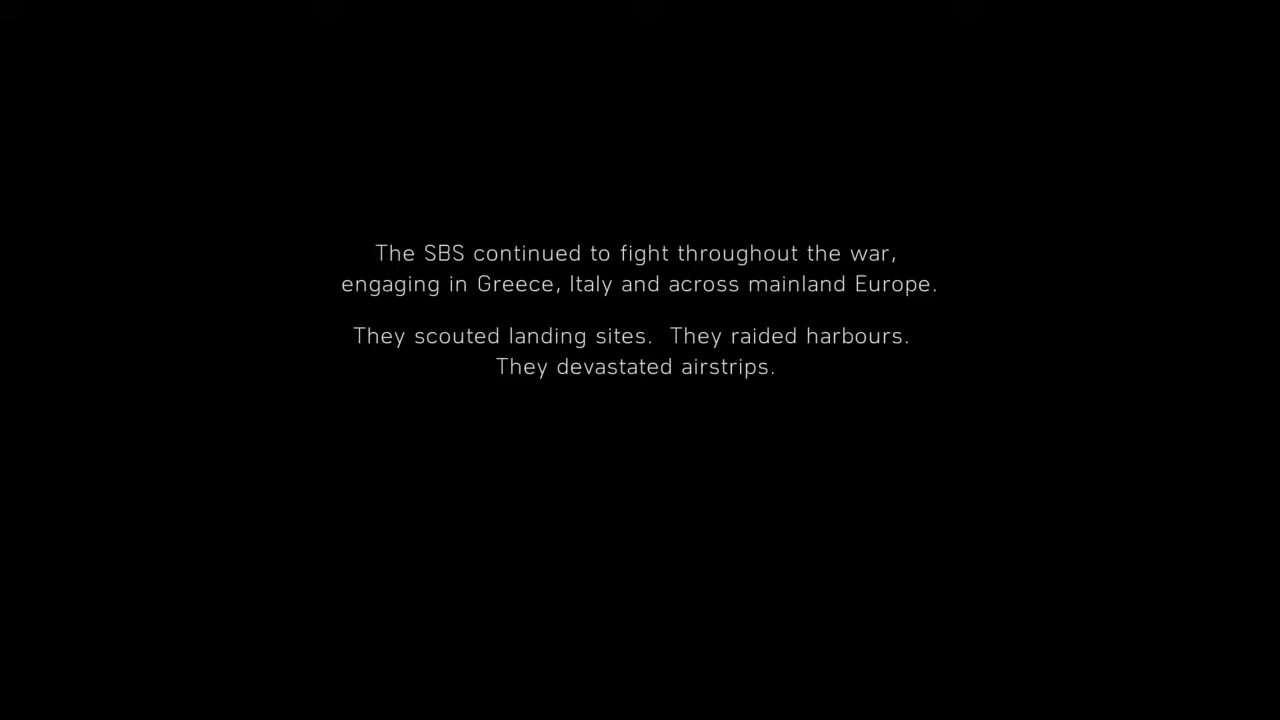 The SBS continued to fight throughout the war,
engaging in Greece, Italy and across mainland Europe.
They scouted landing sites.  They raided harbours.
They devastated airstrips.